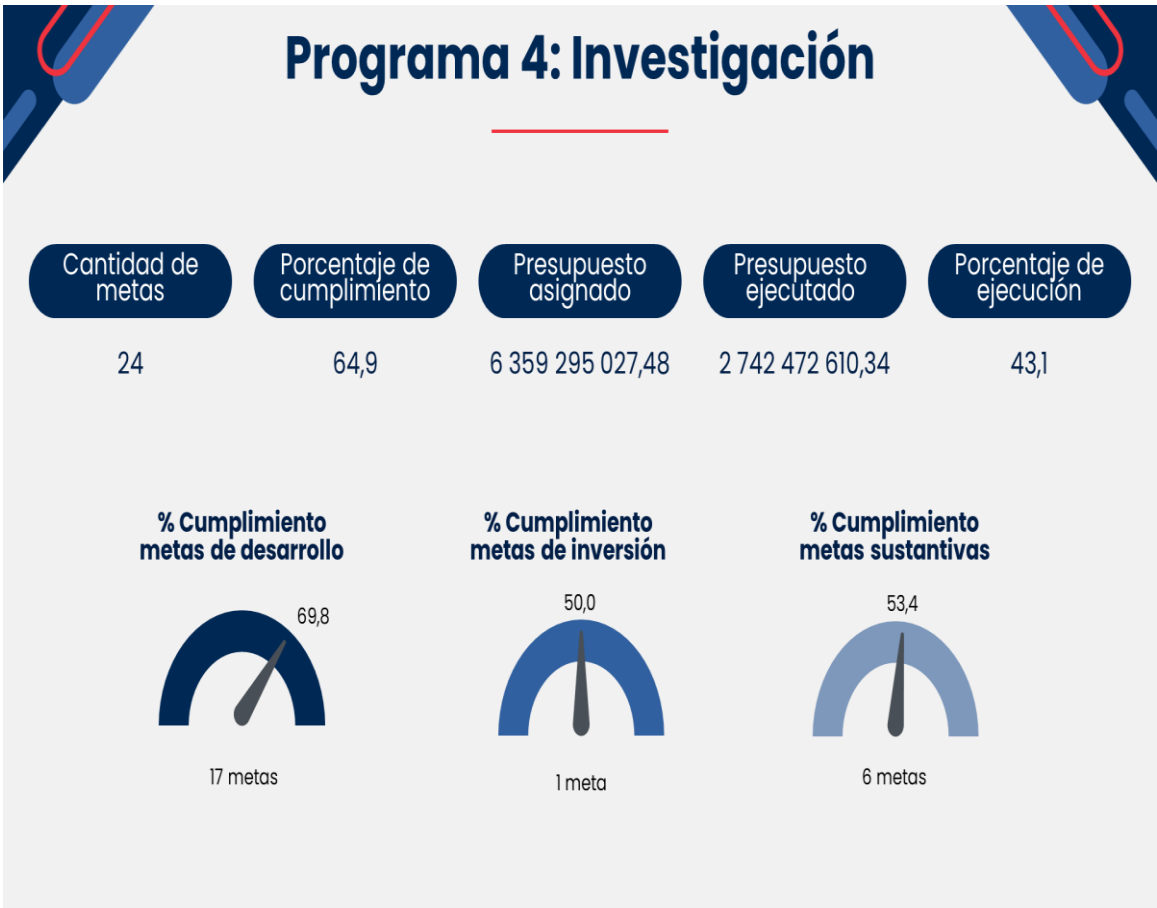 Programa 4: Investigación
Cantidad de
metas
Porcentaje de
cumplimiento
Presupuesto
asignado
Presupuesto
ejecutado
Porcentaje de
ejecución
24
64,9
6 359 295 027,48
2 742 472 610,34
43,1
% Cumplimiento
metas de desarrollo
% Cumplimiento
metas de inversión
% Cumplimiento
metas sustantivas
69,8
50,0
53,4
17 metas
1 meta
6 metas